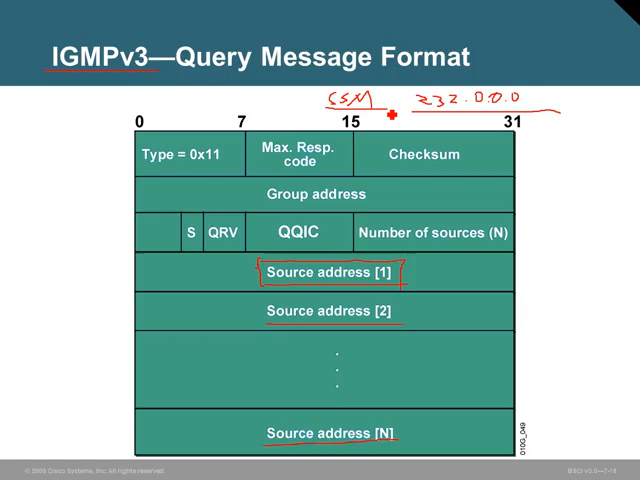 IGMPv3—Query Message Format
SSM 232.0.0.0
0 7 15 31
Type = 0x11
Max. Resp.
code
Checksum
Group address
S QRV QQIC Number of sources (N)
Source address [1]
Source address [2]
.
.
.
Source address [N]
010G_049
© 2006 Cisco Systems, Inc. All rights reserved.
BSCI v3.0—7-18